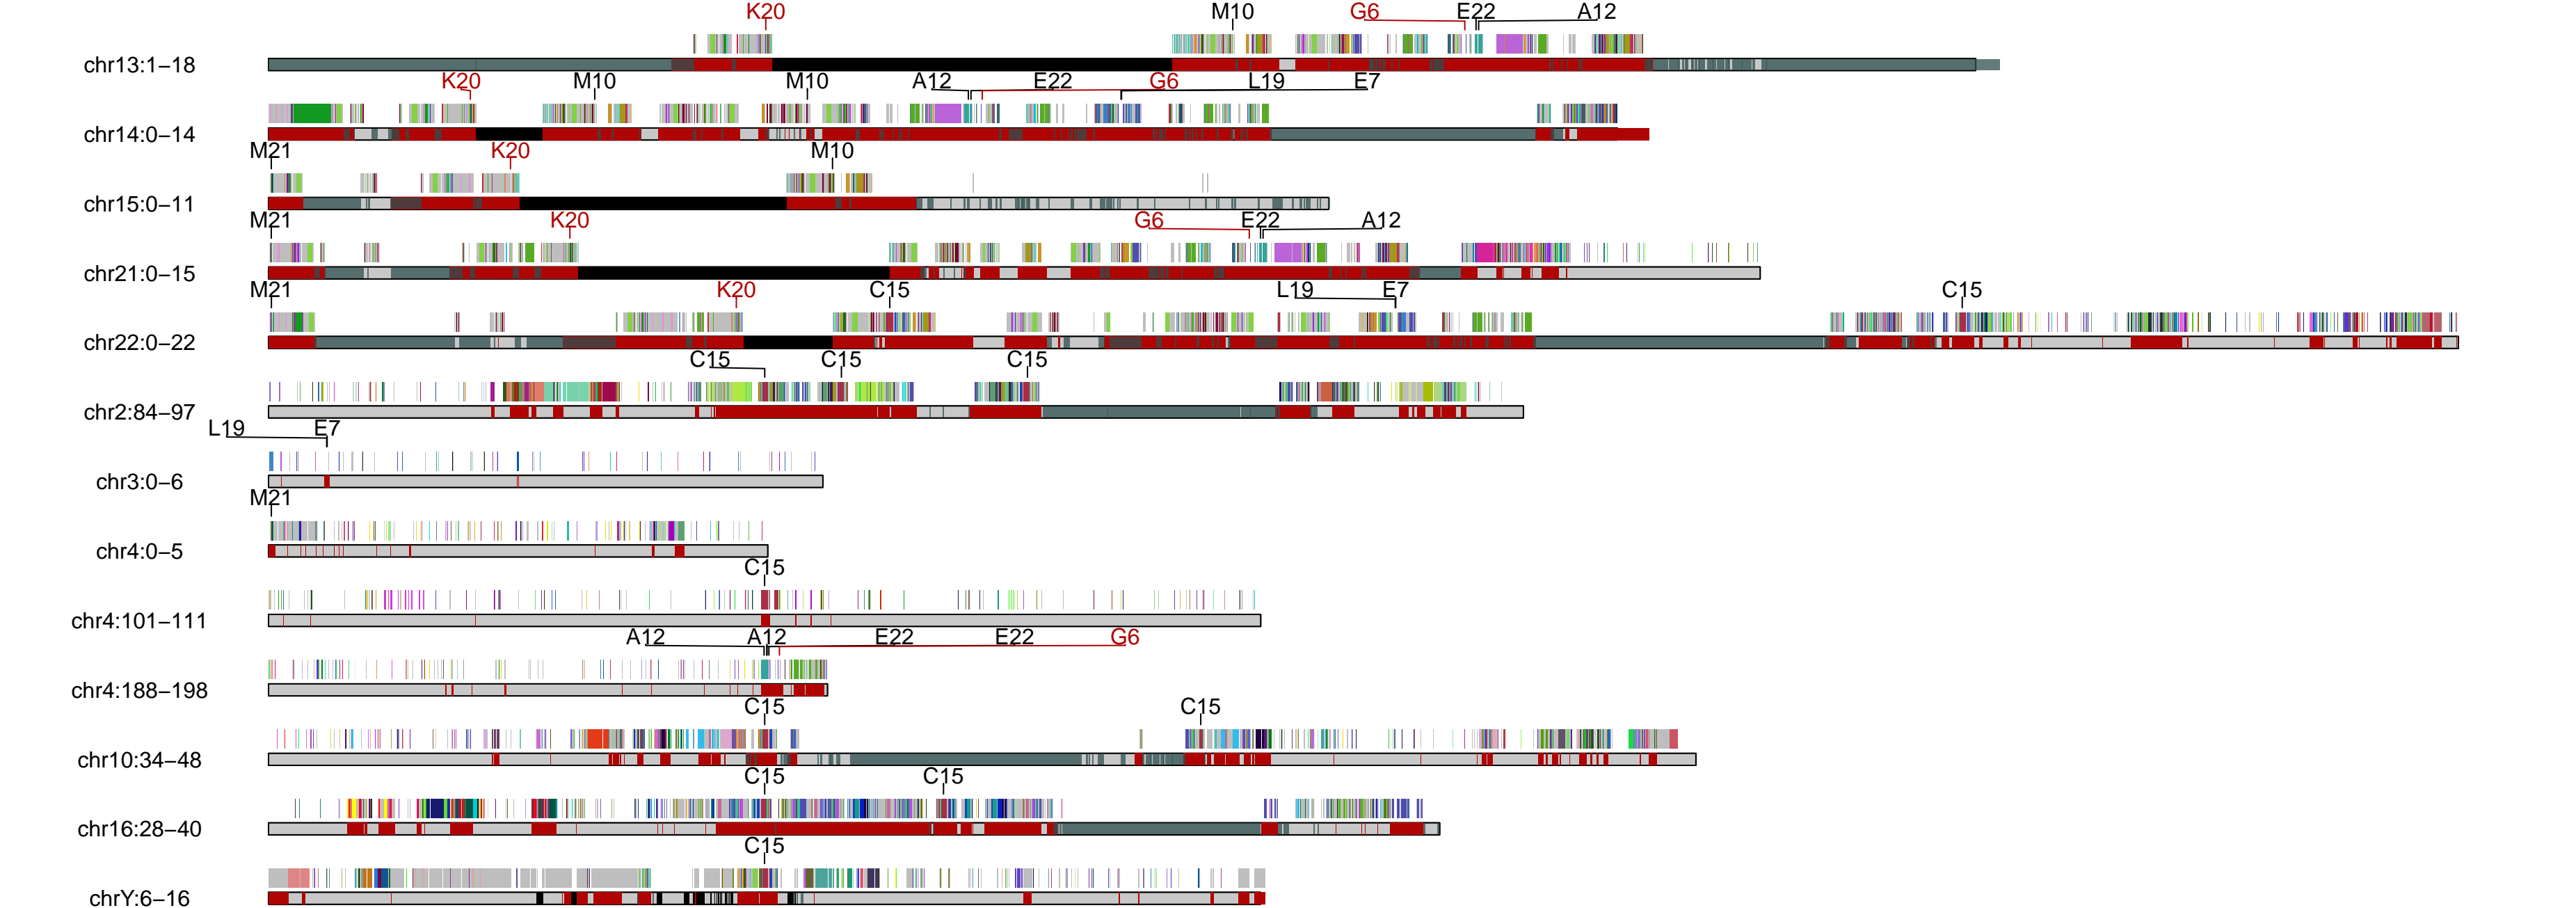 K20 M10 G6 E22 A12
chr13:1–18
K20 M10 M10 A12 E22 G6 L19 E7
chr14:0–14
M21 K20 M10
chr15:0–11
M21 K20 G6 E22 A12
chr21:0–15
M21 K20 C15 L19 E7 C15
chr22:0–22
C15 C15 C15
chr2:84–97
L19 E7
chr3:0–6
M21
chr4:0–5
C15
chr4:101–111
A12 A12 E22 E22 G6
chr4:188–198
C15 C15
chr10:34–48
C15 C15
chr16:28–40
C15
chrY:6–16